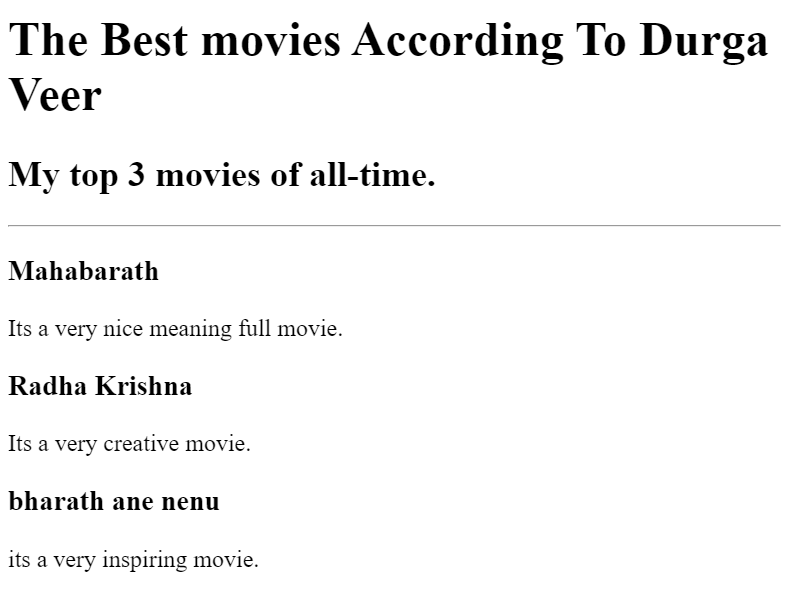 The Best movies According To Durga
Veer
My top 3 movies of all-time.
Mahabarath
Its a very nice meaning full movie.
Radha Krishna
Its a very creative movie.
bharath ane nenu
its a very inspiring movie.